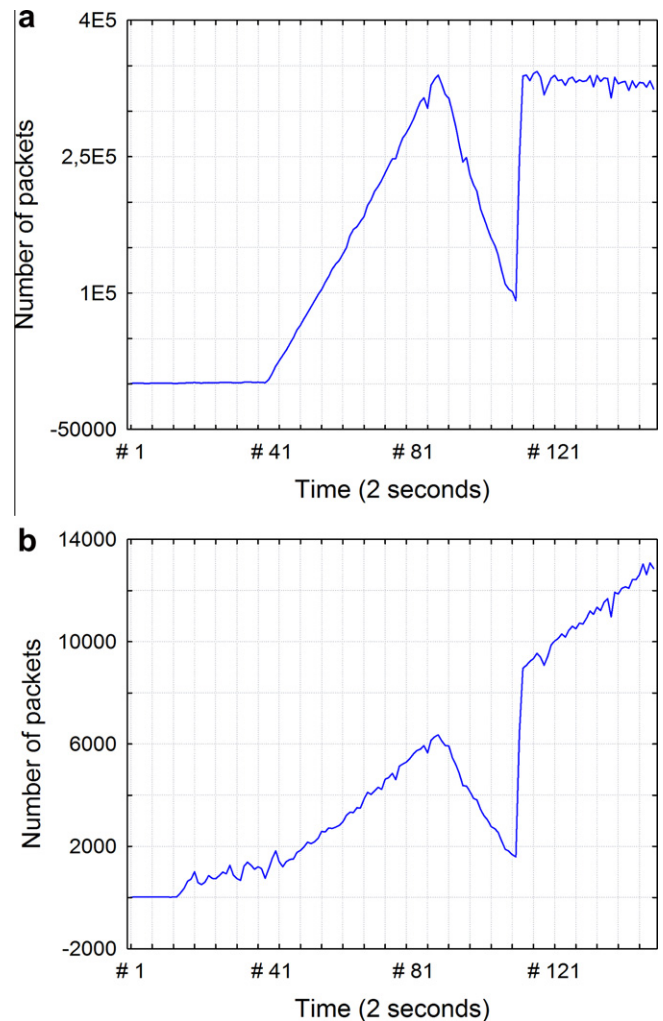 a
4E5
2,5E5
1E5
-50000
Number of packets
# 1 # 41 # 81 # 121
Time (2 seconds)
b
14000
10000
6000
2000
-2000
Number of packets
# 1 # 41 # 81 # 121
Time (2 seconds)